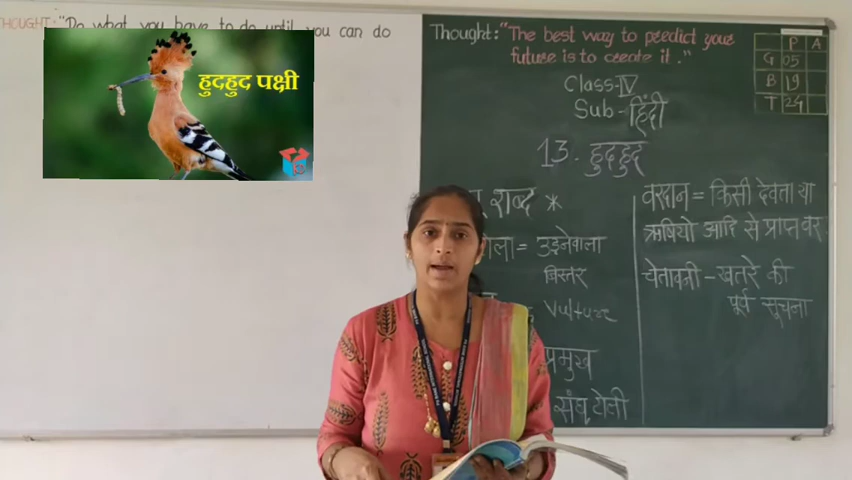 THOUGHT: "Do what you have to do until you can do
हुदहुद पक्षी
Thought: "The best way to predict your
future is to create it."
P A
G 05
B 19
T 24
Class-IV
Sub-हिंदी
13. हुदहुद
शब्द *
= उड़नेवाला
बिस्तर
Vulture
प्रमुख
संघ टोली
वरदान = किसी देवता या
ऋषियो आदि से प्राप्त वर
चेतावनी - खतरे की
पूर्व सूचना